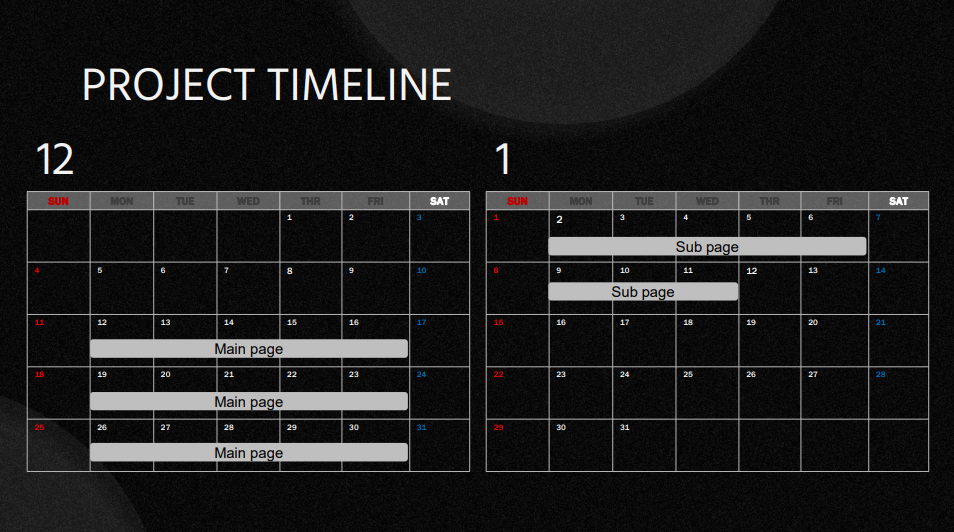 PROJECT TIMELINE
12
SUN MON TUE WED THR FRI SAT
1 2 3
4 5 6 7 8 9 10
11 12 13 14 15 16 17
Main page
18 19 20 21 22 23 24
Main page
25 26 27 28 29 30 31
Main page
1
SUN MON TUE WED THR FRI SAT
1 2 3 4 5 6 7
Sub page
8 9 10 11 12 13 14
Sub page
15 16 17 18 19 20 21
22 23 24 25 26 27 28
29 30 31